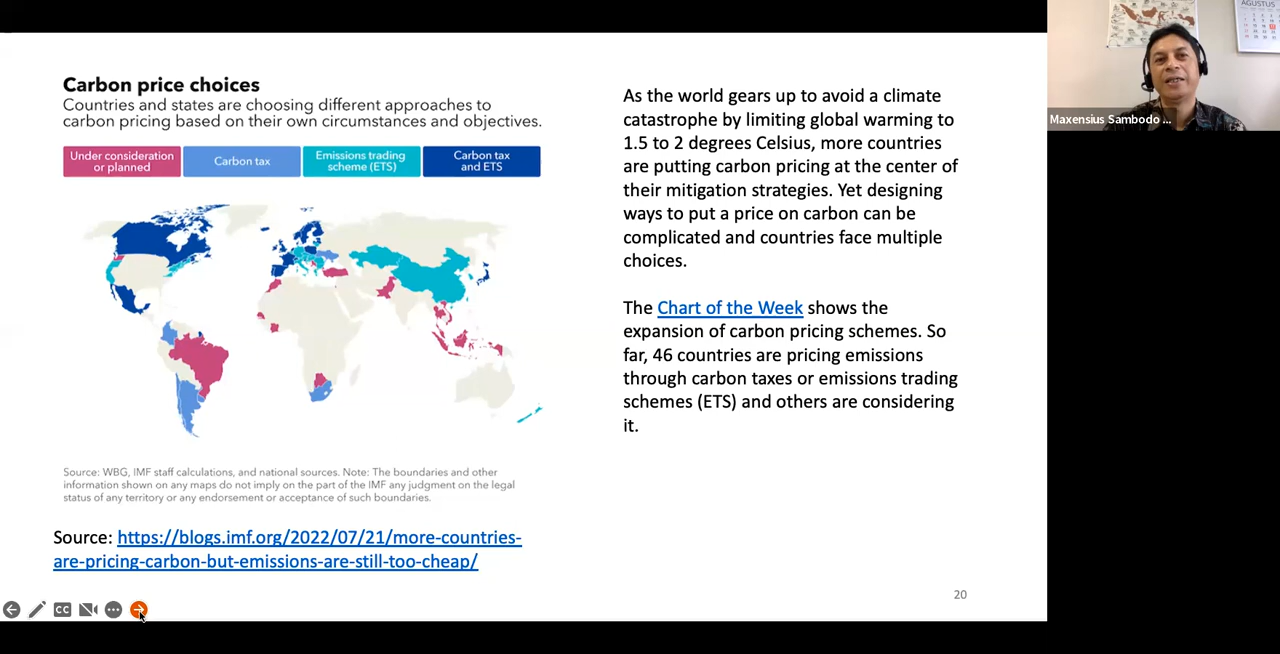 Carbon price choices
Countries and states are choosing different approaches to
carbon pricing based on their own circumstances and objectives.
Under consideration
or planned
Carbon tax
Emissions trading
scheme (ETS)
Carbon tax
and ETS
Source: WBG, IMF staff calculations, and national sources. Note: The boundaries and other
information shown on any maps do not imply on the part of the IMF any judgment on the legal
status of any territory or any endorsement or acceptance of such boundaries.
Source: https://blogs.imf.org/2022/07/21/more-countries-
are-pricing-carbon-but-emissions-are-still-too-cheap/
As the world gears up to avoid a climate
catastrophe by limiting global warming to
1.5 to 2 degrees Celsius, more countries
are putting carbon pricing at the center of
their mitigation strategies. Yet designing
ways to put a price on carbon can be
complicated and countries face multiple
choices.
The Chart of the Week shows the
expansion of carbon pricing schemes. So
far, 46 countries are pricing emissions
through carbon taxes or emissions trading
schemes (ETS) and others are considering
it.
20
CC
AGUSTUS
Maxensius Sambodo ...